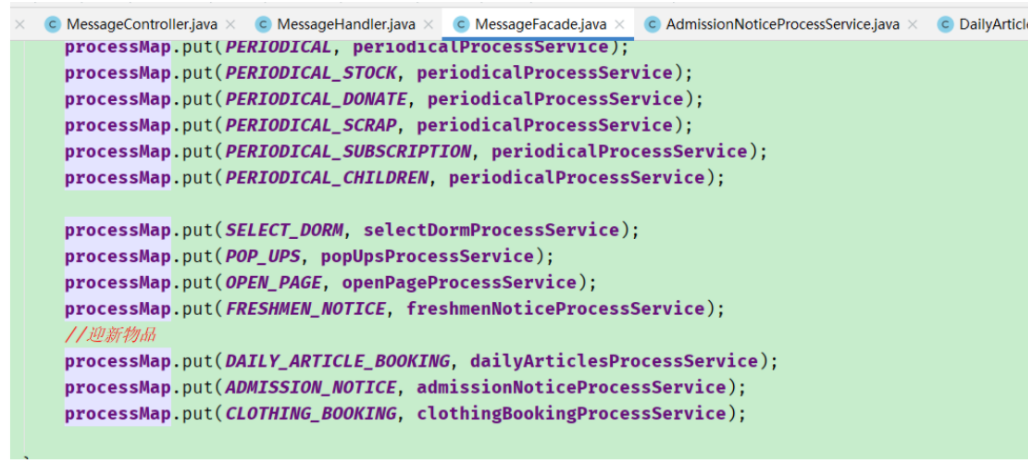 MessageController.java × MessageHandler.java × MessageFacade.java × AdmissionNoticeProcessService.java × DailyArticle
processMap.put(PERIODICAL, periodicalProcessService);
processMap.put(PERIODICAL_STOCK, periodicalProcessService);
processMap.put(PERIODICAL_DONATE, periodicalProcessService);
processMap.put(PERIODICAL_SCRAP, periodicalProcessService);
processMap.put(PERIODICAL_SUBSCRIPTION, periodicalProcessService);
processMap.put(PERIODICAL_CHILDREN, periodicalProcessService);
processMap.put(SELECT_DORM, selectDormProcessService);
processMap.put(POP_UPS, popUpsProcessService);
processMap.put(OPEN_PAGE, openPageProcessService);
processMap.put(FRESHMEN_NOTICE, freshmenNoticeProcessService);
//迎新物品
processMap.put(DAILY_ARTICLE_BOOKING, dailyArticlesProcessService);
processMap.put(ADMISSION_NOTICE, admissionNoticeProcessService);
processMap.put(CLOTHING_BOOKING, clothingBookingProcessService);